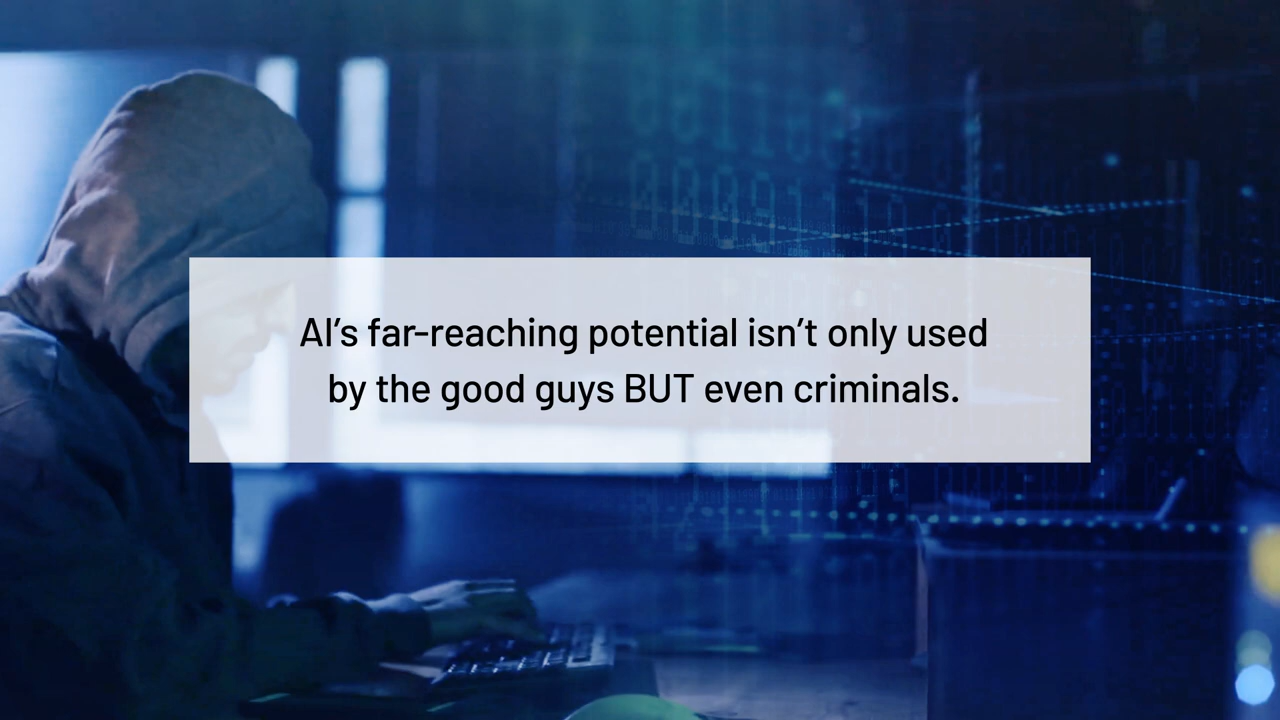 AI’s far-reaching potential isn’t only used
by the good guys BUT even criminals.